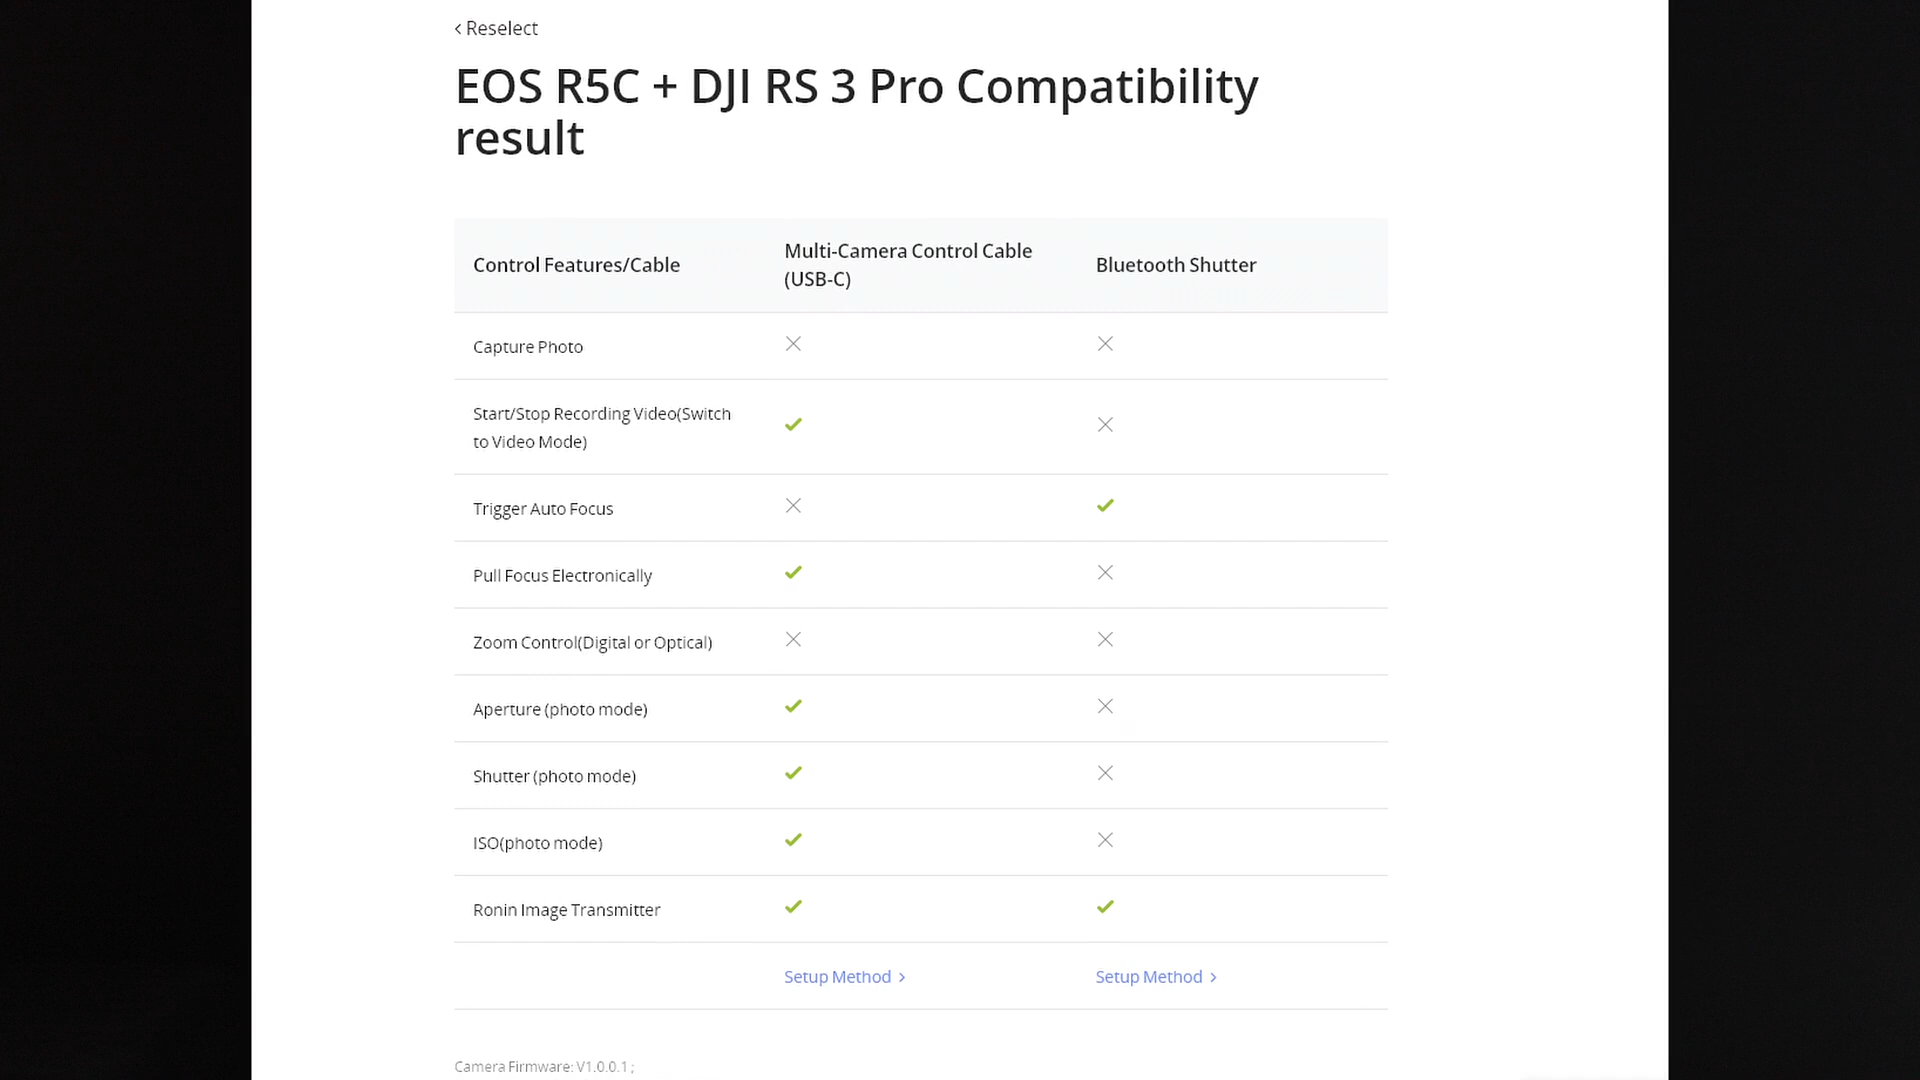 Reselect
EOS R5C + DJI RS 3 Pro Compatibility
result
Control Features/Cable
Multi-Camera Control Cable
(USB-C)
Bluetooth Shutter
Capture Photo
Start/Stop Recording Video(Switch
to Video Mode)
Trigger Auto Focus
Pull Focus Electronically
Zoom Control(Digital or Optical)
Aperture (photo mode)
Shutter (photo mode)
ISO(photo mode)
Ronin Image Transmitter
Setup Method
Setup Method
Camera Firmware: V1.0.0.1 ;